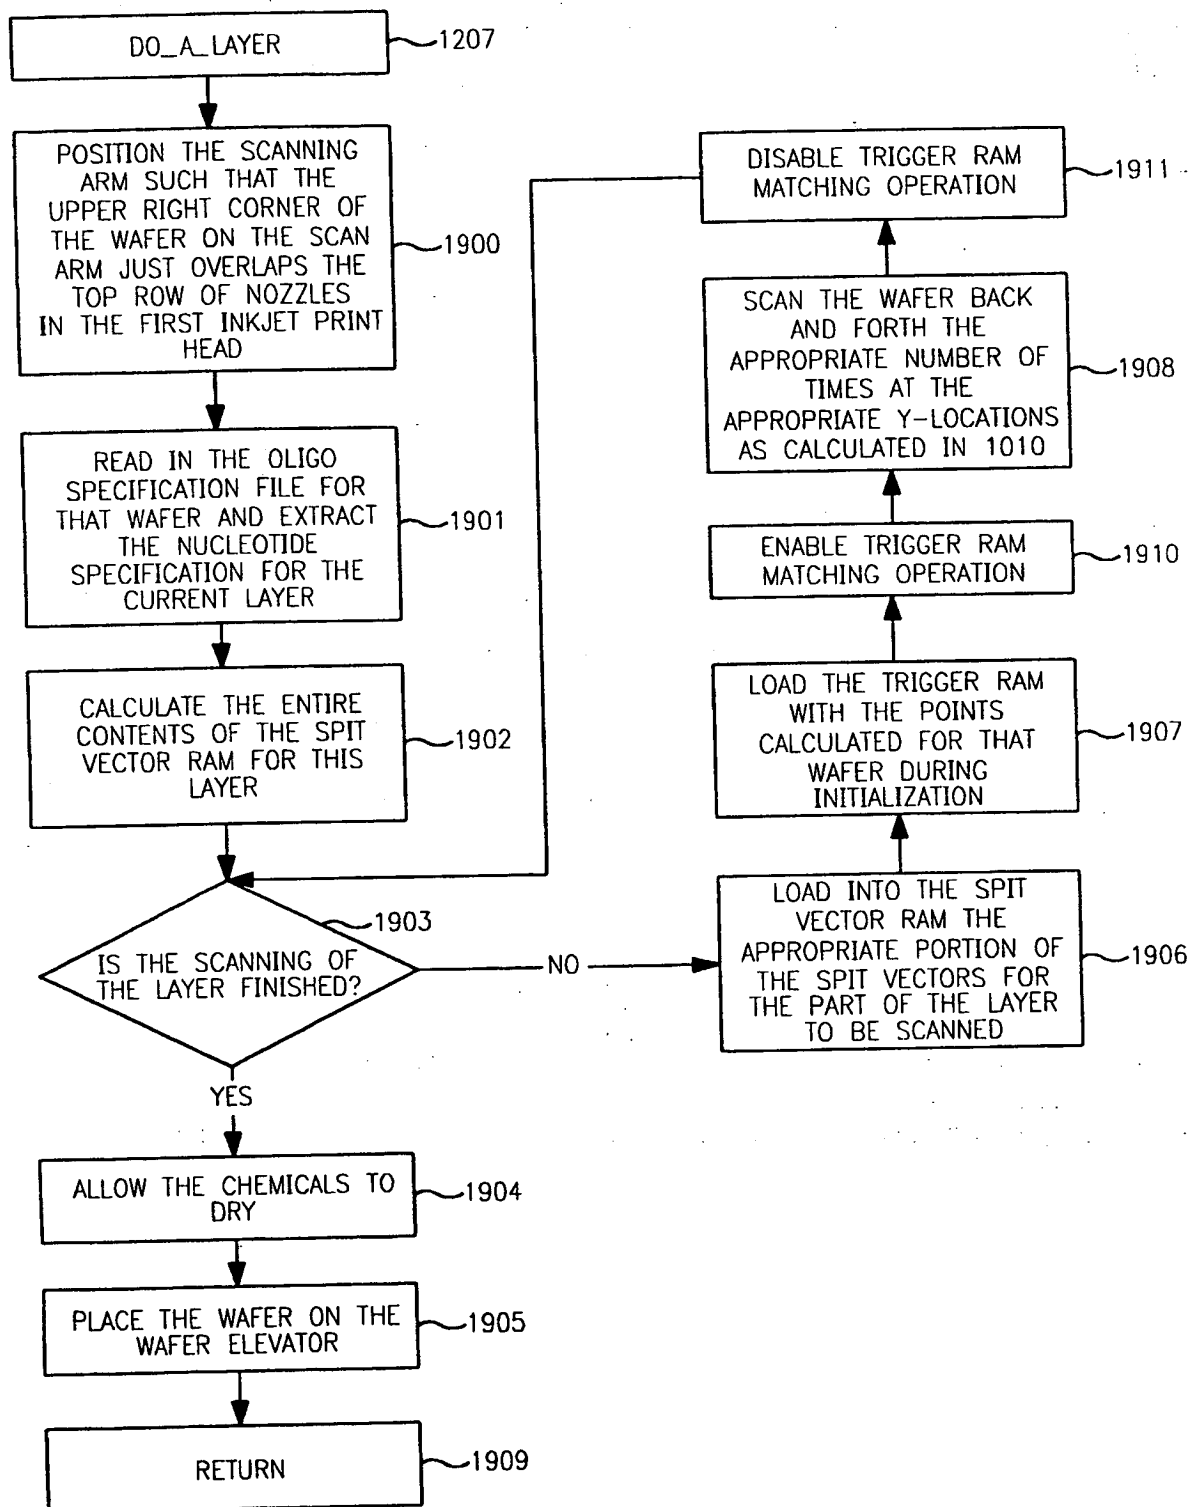 DO_A_LAYER
1207
POSITION THE SCANNING
ARM SUCH THAT THE
UPPER RIGHT CORNER OF
THE WAFER ON THE SCAN
ARM JUST OVERLAPS THE
TOP ROW OF NOZZLES
IN THE FIRST INKJET PRINT
HEAD
1900
READ IN THE OLIGO
SPECIFICATION FILE FOR
THAT WAFER AND EXTRACT
THE NUCLEOTIDE
SPECIFICATION FOR THE
CURRENT LAYER
1901
CALCULATE THE ENTIRE
CONTENTS OF THE SPIT
VECTOR RAM FOR THIS
LAYER
1902
IS THE SCANNING OF
THE LAYER FINISHED?
1903
NO
YES
ALLOW THE CHEMICALS TO
DRY
1904
PLACE THE WAFER ON THE
WAFER ELEVATOR
1905
RETURN
1909
DISABLE TRIGGER RAM
MATCHING OPERATION
1911
SCAN THE WAFER BACK
AND FORTH THE
APPROPRIATE NUMBER OF
TIMES AT THE
APPROPRIATE Y-LOCATIONS
AS CALCULATED IN 1010
1908
ENABLE TRIGGER RAM
MATCHING OPERATION
1910
LOAD THE TRIGGER RAM
WITH THE POINTS
CALCULATED FOR THAT
WAFER DURING
INITIALIZATION
1907
LOAD INTO THE SPIT
VECTOR RAM THE
APPROPRIATE PORTION OF
THE SPIT VECTORS FOR
THE PART OF THE LAYER
TO BE SCANNED
1906